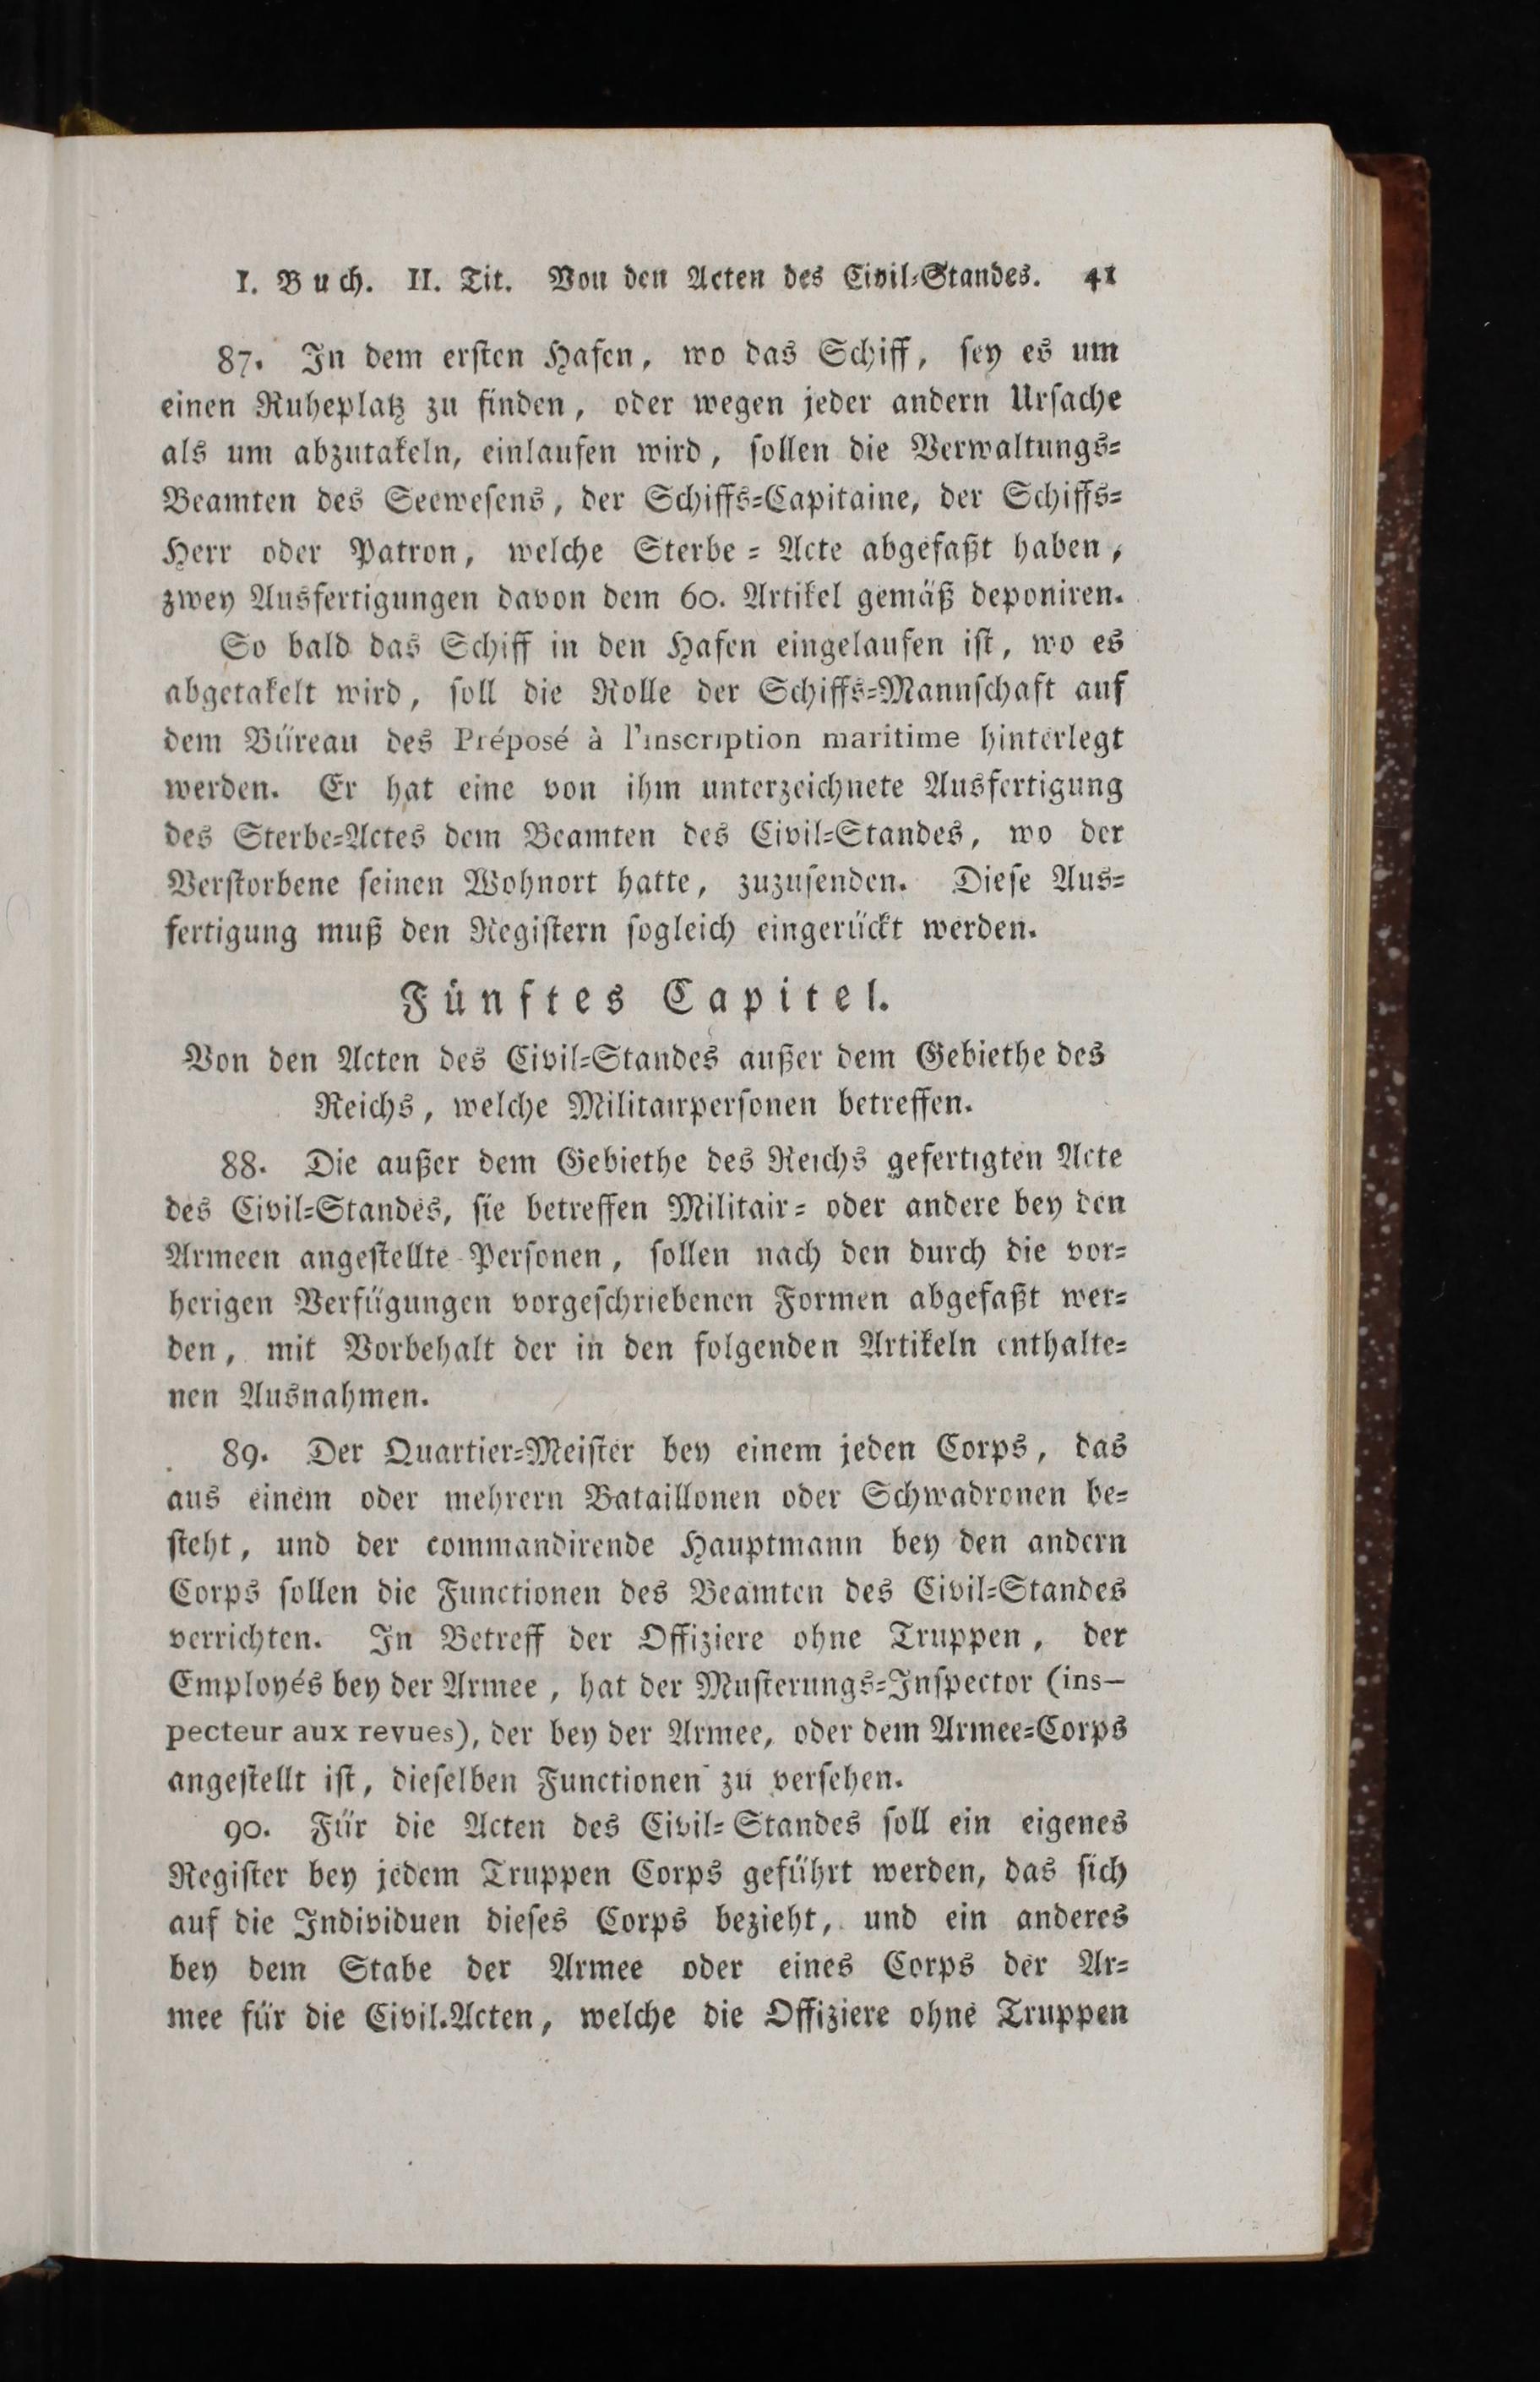 I. Buch. II. Tit. Von den Acten des Civil-Standes. 41
87. In dem ersten Hafen, wo das Schiff, sey es um
einen Ruheplatz zu finden, oder wegen jeder andern Ursache
als um abzutakeln, einlaufen wird, sollen die Verwaltungs-
Beamten des Seewesens, der Schiffs-Capitaine, der Schiffs-
Herr oder Patron, welche Sterbe-Acte abgefaßt haben,
zwey Ausfertigungen davon dem 60. Artikel gemäß deponiren.
So bald das Schiff in den Hafen eingelaufen ist, wo es
abgetakelt wird, soll die Rolle der Schiffs-Mannschaft auf
dem Büreau des Préposé à l'inscription maritime hinterlegt
werden. Er hat eine von ihm unterzeichnete Ausfertigung
des Sterbe-Actes dem Beamten des Civil-Standes, wo der
Verstorbene seinen Wohnort hatte, zuzusenden. Diese Aus-
fertigung muß den Registern sogleich eingerückt werden.
Fünftes Capitel.
Von den Acten des Civil-Standes außer dem Gebiethe des
Reichs, welche Militairpersonen betreffen.
88. Die außer dem Gebiethe des Reichs gefertigten Acte
des Civil-Standes, sie betreffen Militair- oder andere bey den
Armeen angestellte Personen, sollen nach den durch die vor-
herigen Verfügungen vorgeschriebenen Formen abgefaßt wer-
den, mit Vorbehalt der in den folgenden Artikeln enthalte-
nen Ausnahmen.
89. Der Quartier-Meister bey einem jeden Corps, das
aus einem oder mehrern Bataillonen oder Schwadronen be-
steht, und der commandirende Hauptmann bey den andern
Corps sollen die Functionen des Beamten des Civil-Standes
verrichten. In Betreff der Offiziere ohne Truppen, der
Employés bey der Armee, hat der Musterungs-Inspector (ins-
pecteur aux revues), der bey der Armee, oder dem Armee-Corps
angestellt ist, dieselben Functionen zu versehen.
90. Für die Acten des Civil-Standes soll ein eigenes
Register bey jedem Truppen Corps geführt werden, das sich
auf die Individuen dieses Corps bezieht, und ein anderes
bey dem Stabe der Armee oder eines Corps der Ar-
mee für die Civil.Acten, welche die Offiziere ohne Truppen